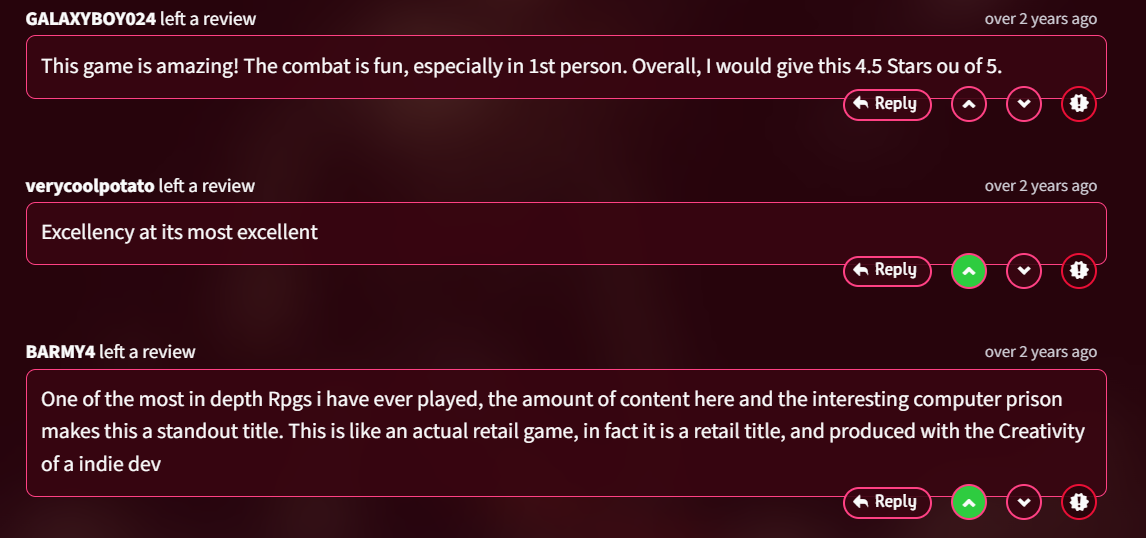 GALAXYBOY024 left a review over 2 years ago
This game is amazing! The combat is fun, especially in 1st person. Overall, I would give this 4.5 Stars ou of 5.
Reply
verycoolpotato left a review over 2 years ago
Excellency at its most excellent
Reply
BARMY4 left a review over 2 years ago
One of the most in depth Rpgs i have ever played, the amount of content here and the interesting computer prison
makes this a standout title. This is like an actual retail game, in fact it is a retail title, and produced with the Creativity
of a indie dev
Reply